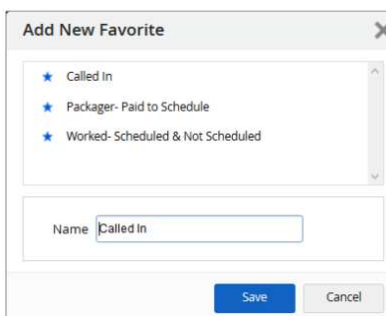 Add New Favorite
Called In
Packager- Paid to Schedule
Worked- Scheduled & Not Scheduled
Name Called In
Save Cancel